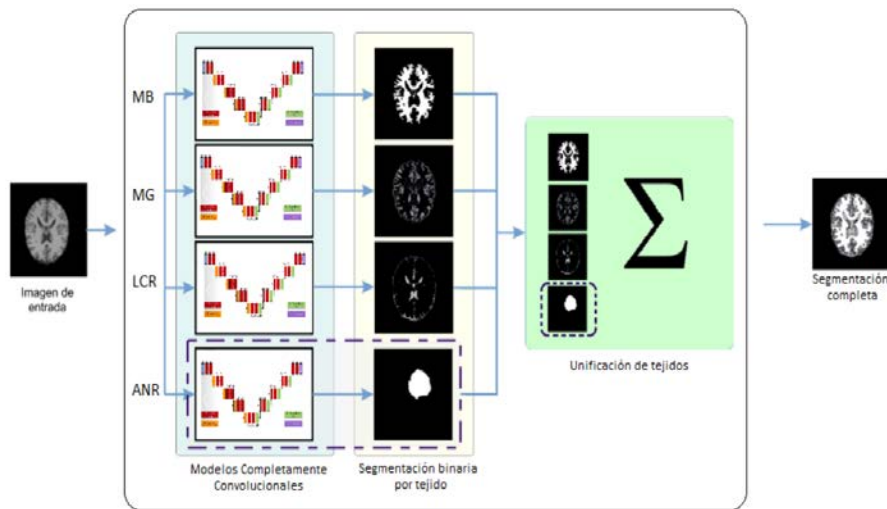 MB
MG
LCR
ANR
Imagen de
entrada
Modelos Completamente
Convolucionales
Segmentación binaria
por tejido
Σ
Unificación de tejidos
Segmentación
completa